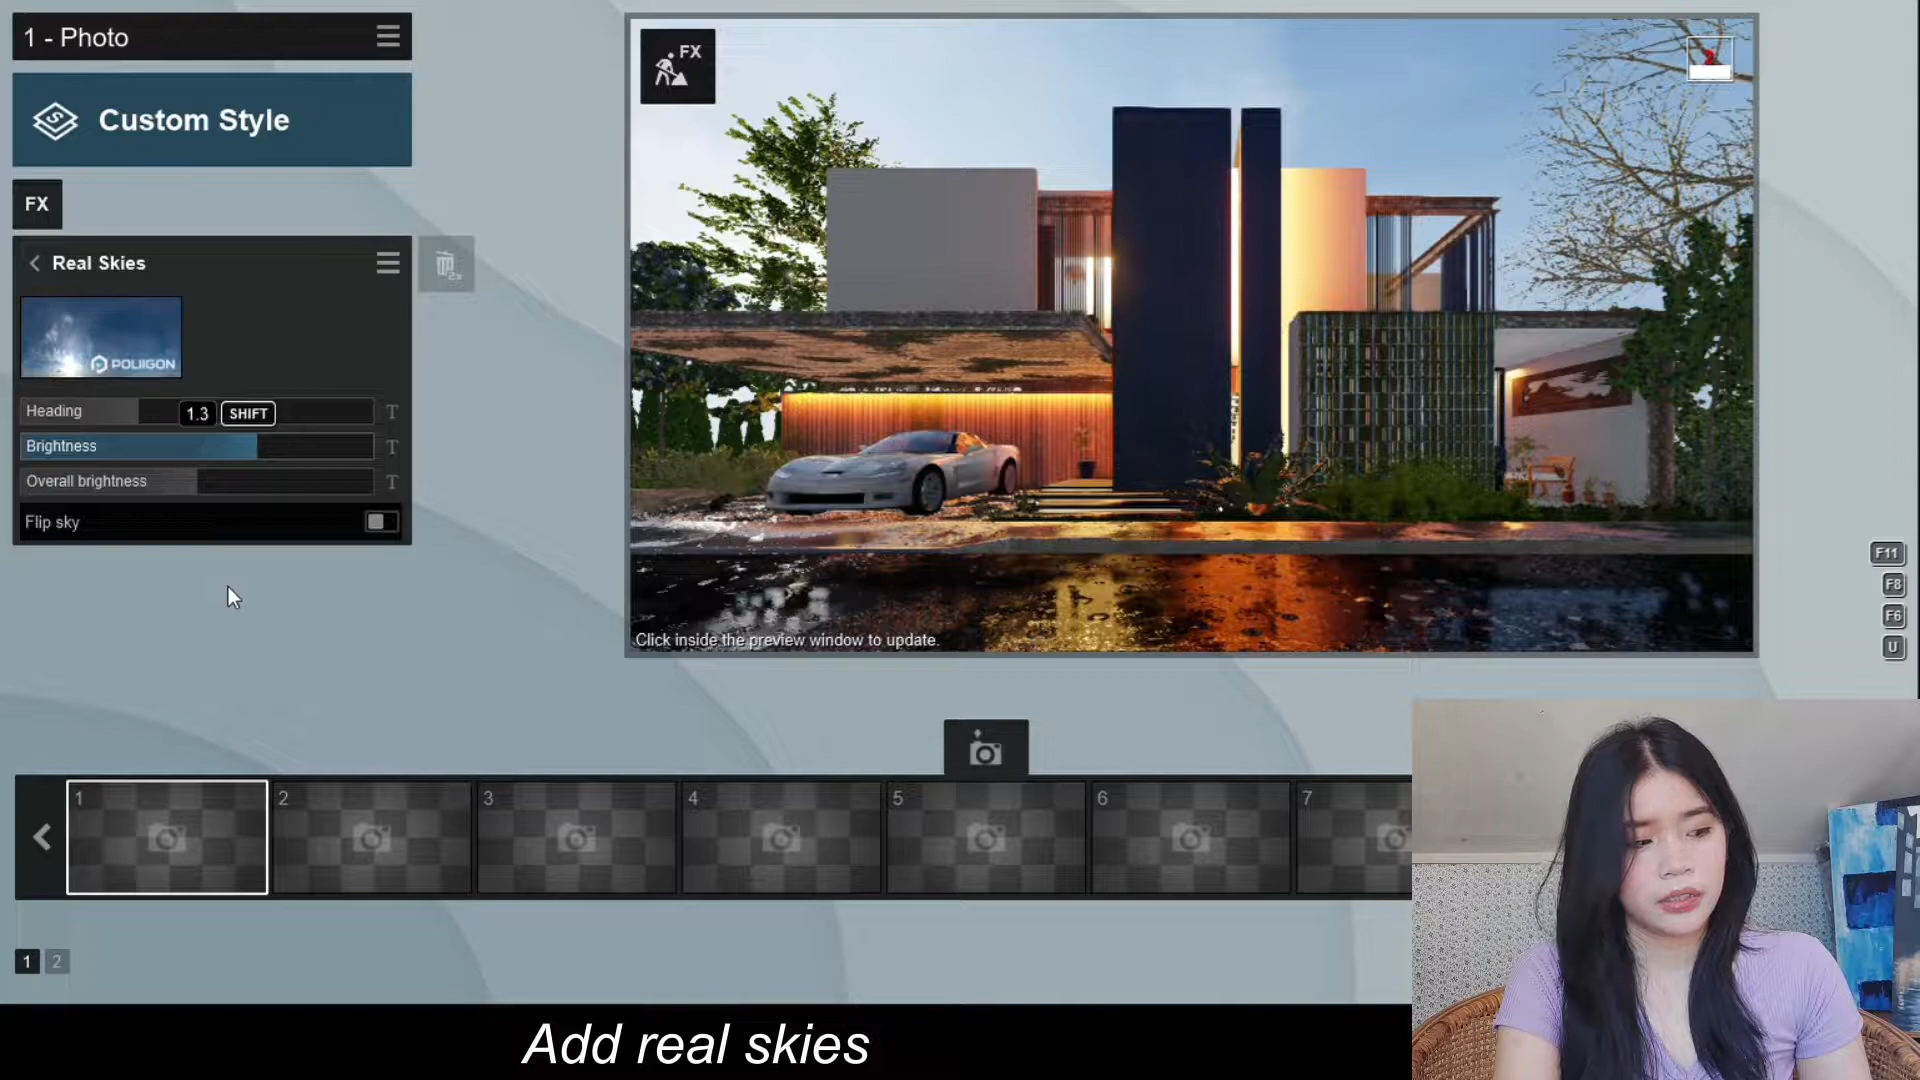 1 - Photo
Custom Style
FX
Real Skies
2x
POLIIGON
Heading
1.3 SHIFT
T
Brightness
T
Overall brightness
T
Flip sky
FX
2
Click inside the preview window to update.
F11
F8
F6
U
1
2
3
4
5
6
7
1
2
Add real skies